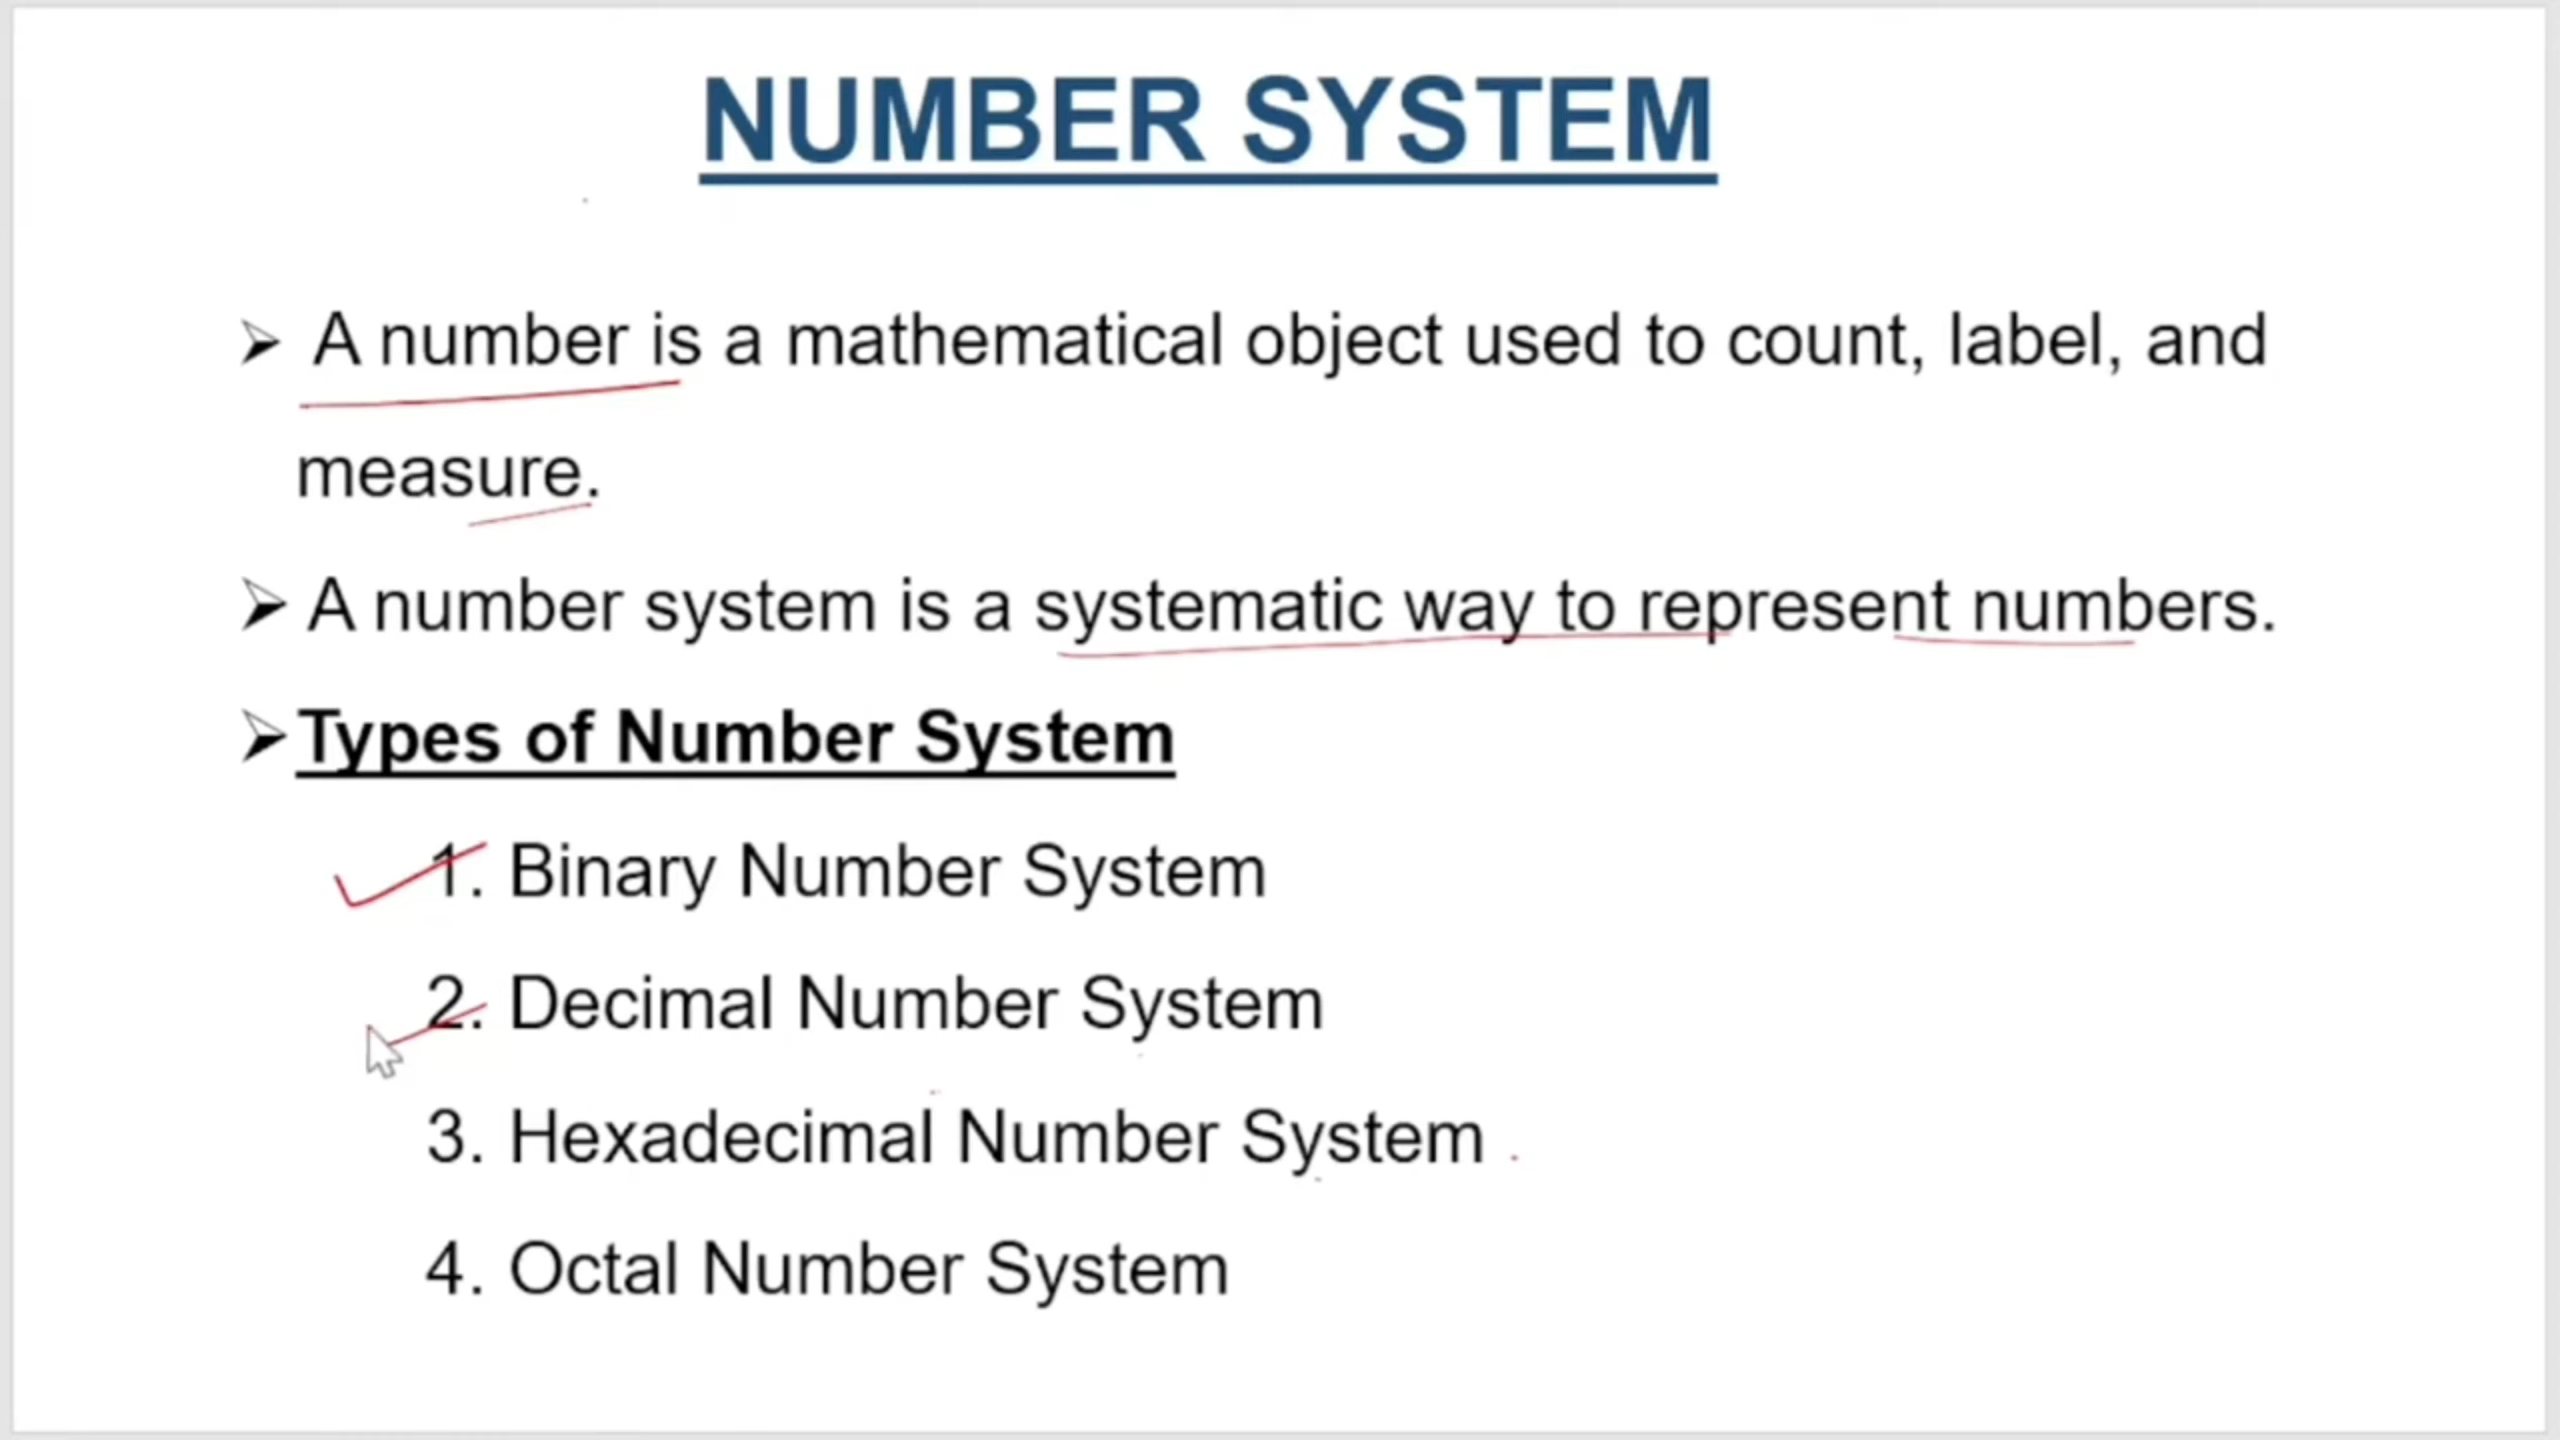 NUMBER SYSTEM
➢ A number is a mathematical object used to count, label, and
measure.
➢ A number system is a systematic way to represent numbers.
➢ Types of Number System
1. Binary Number System
2. Decimal Number System
3. Hexadecimal Number System
4. Octal Number System